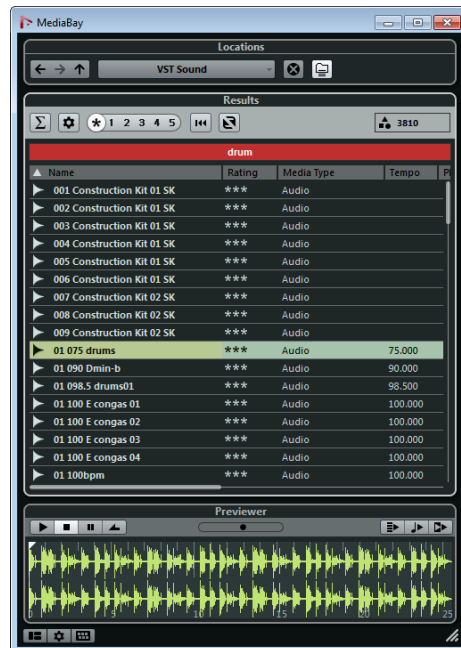 MediaBay
Locations
VST Sound
Results
1 2 3 4 5 3810
drum
Name Rating Media Type Tempo
001 Construction Kit 01 SK *** Audio
002 Construction Kit 01 SK *** Audio
003 Construction Kit 01 SK *** Audio
004 Construction Kit 01 SK *** Audio
005 Construction Kit 01 SK *** Audio
006 Construction Kit 01 SK *** Audio
007 Construction Kit 02 SK *** Audio
008 Construction Kit 02 SK *** Audio
009 Construction Kit 02 SK *** Audio
01 075 drums *** Audio 75.000
01 090 Dmin-b *** Audio 90.000
01 098.5 drums01 *** Audio 98.500
01 100 E congas 01 *** Audio 100.000
01 100 E congas 02 *** Audio 100.000
01 100 E congas 03 *** Audio 100.000
01 100 E congas 04 *** Audio 100.000
01 100bpm *** Audio 100.000
Previewer
5 10 15 20 25